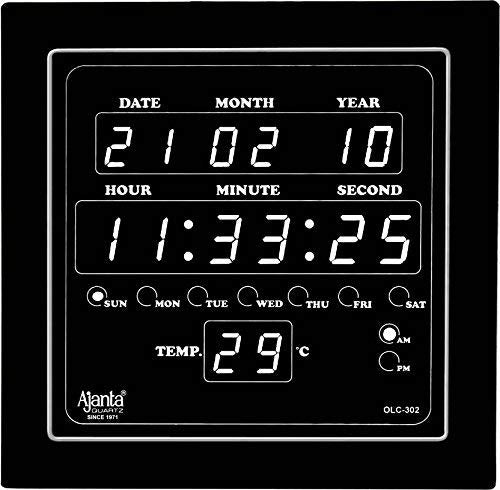 DATE MONTH YEAR
21 02 10
HOUR MINUTE SECOND
11:33:25
SUN MON TUE WED THU FRI SAT
AM
TEMP. 29 °C
PM
Ajanta®
QUARTZ
SINCE 1971
OLC-302